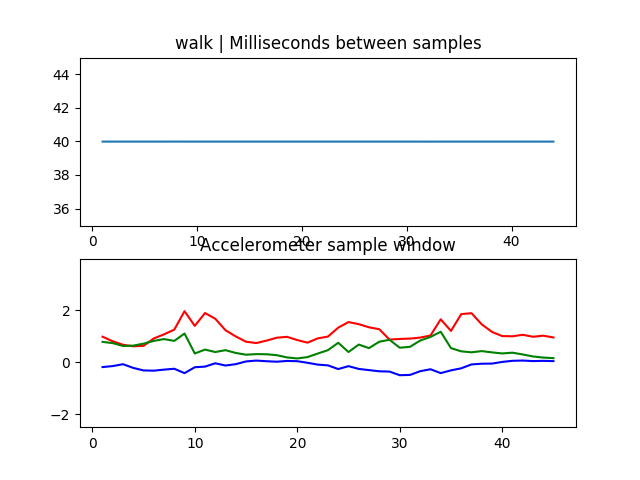 walk | Milliseconds between samples
44
42
40
38
36
0 10 20 30 40
Accelerometer sample window
2
0
−2
0 10 20 30 40